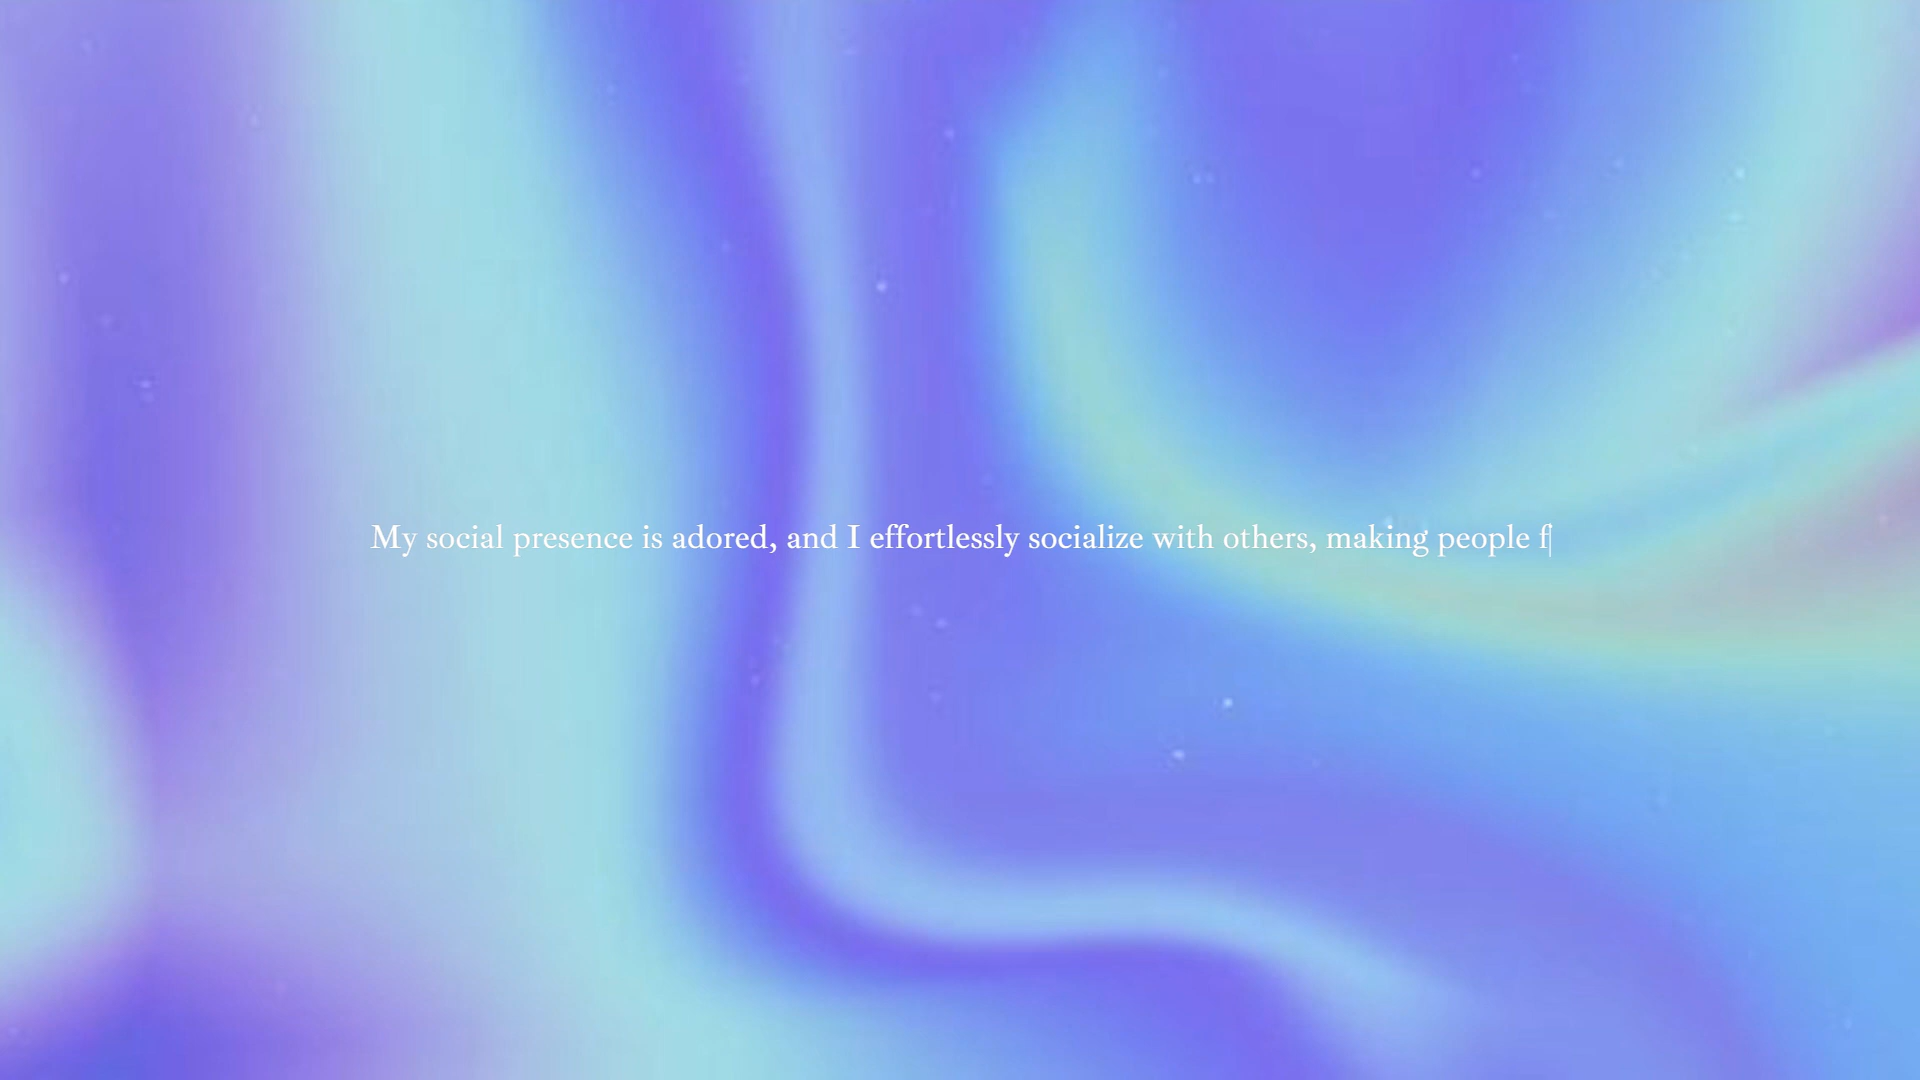 My social presence is adored, and I effortlessly socialize with others, making people f